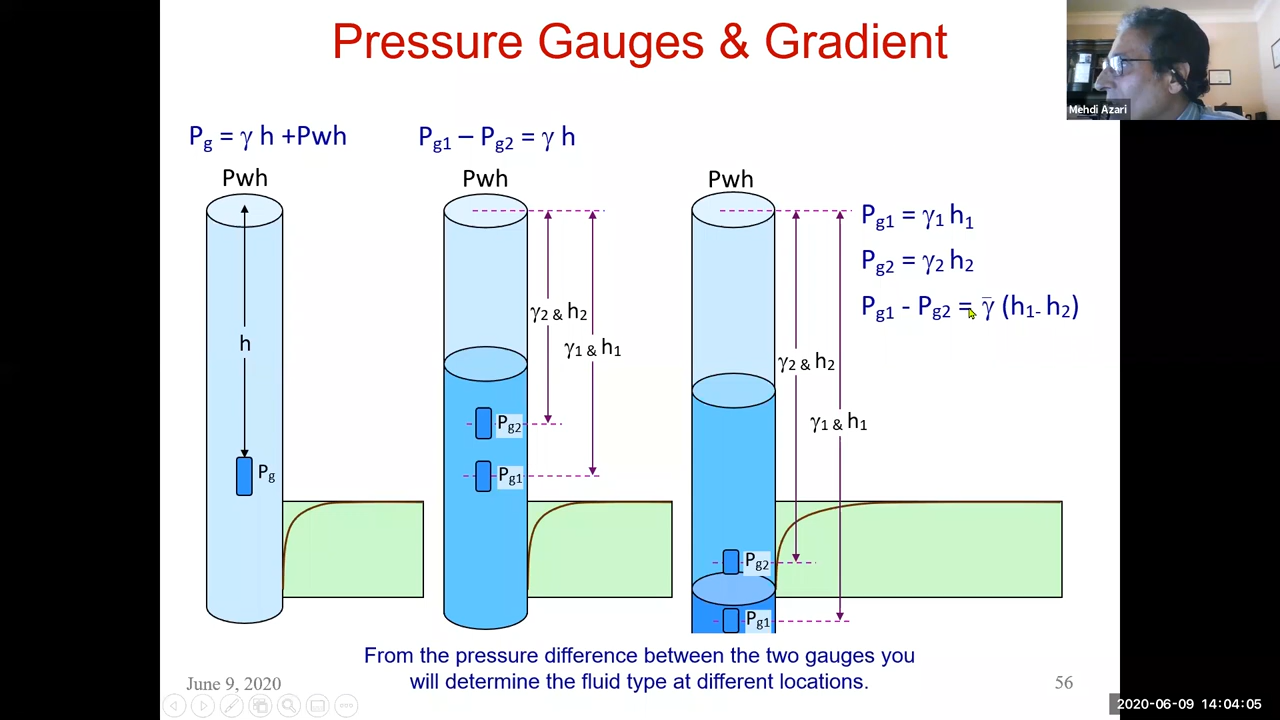 Pressure Gauges & Gradient
Mehdi Azari
Pg = γ h +Pwh
Pg1 – Pg2 = γ h
Pwh
Pwh
Pwh
Pg1 = γ1 h1
Pg2 = γ2 h2
Pg1 - Pg2 = γ̅ (h1- h2)
h
γ2 & h2
γ1 & h1
γ2 & h2
γ1 & h1
Pg
Pg2
Pg1
Pg2
Pg1
From the pressure difference between the two gauges you
will determine the fluid type at different locations.
June 9, 2020
56
2020-06-09 14:04:05